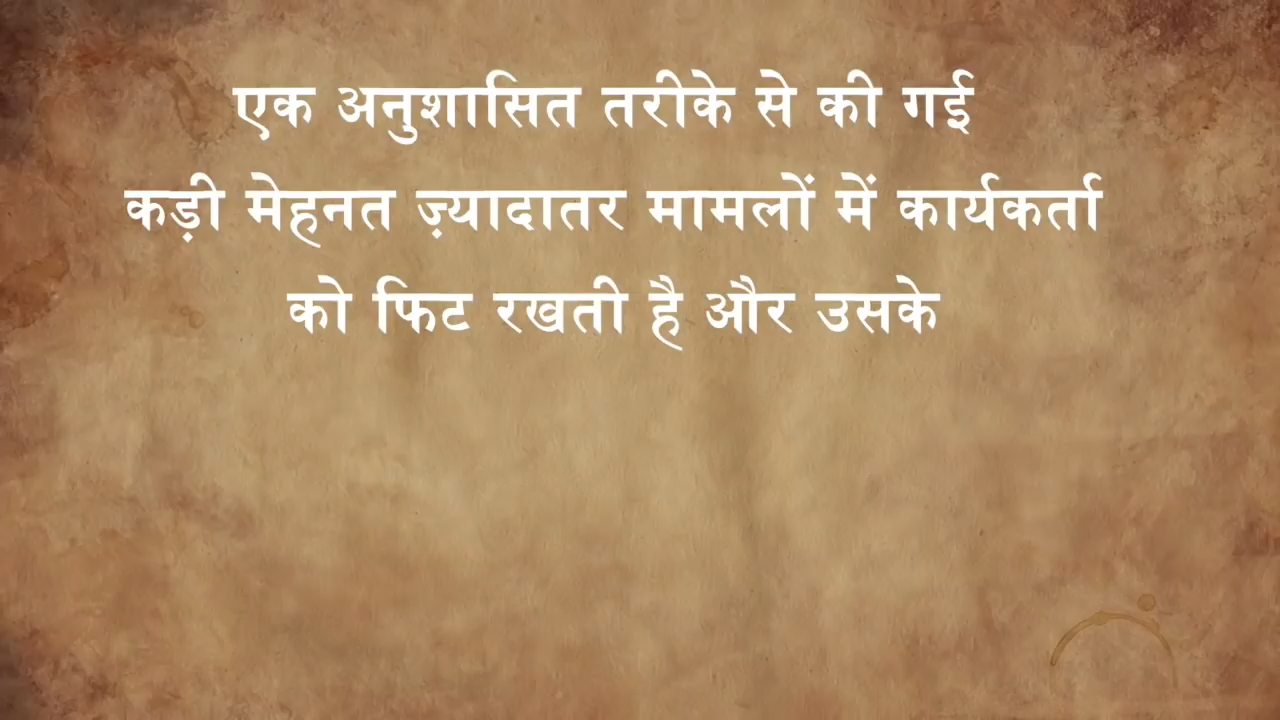 एक अनुशासित तरीके से की गई
कड़ी मेहनत ज़्यादातर मामलों में कार्यकर्ता
को फिट रखती है और उसके